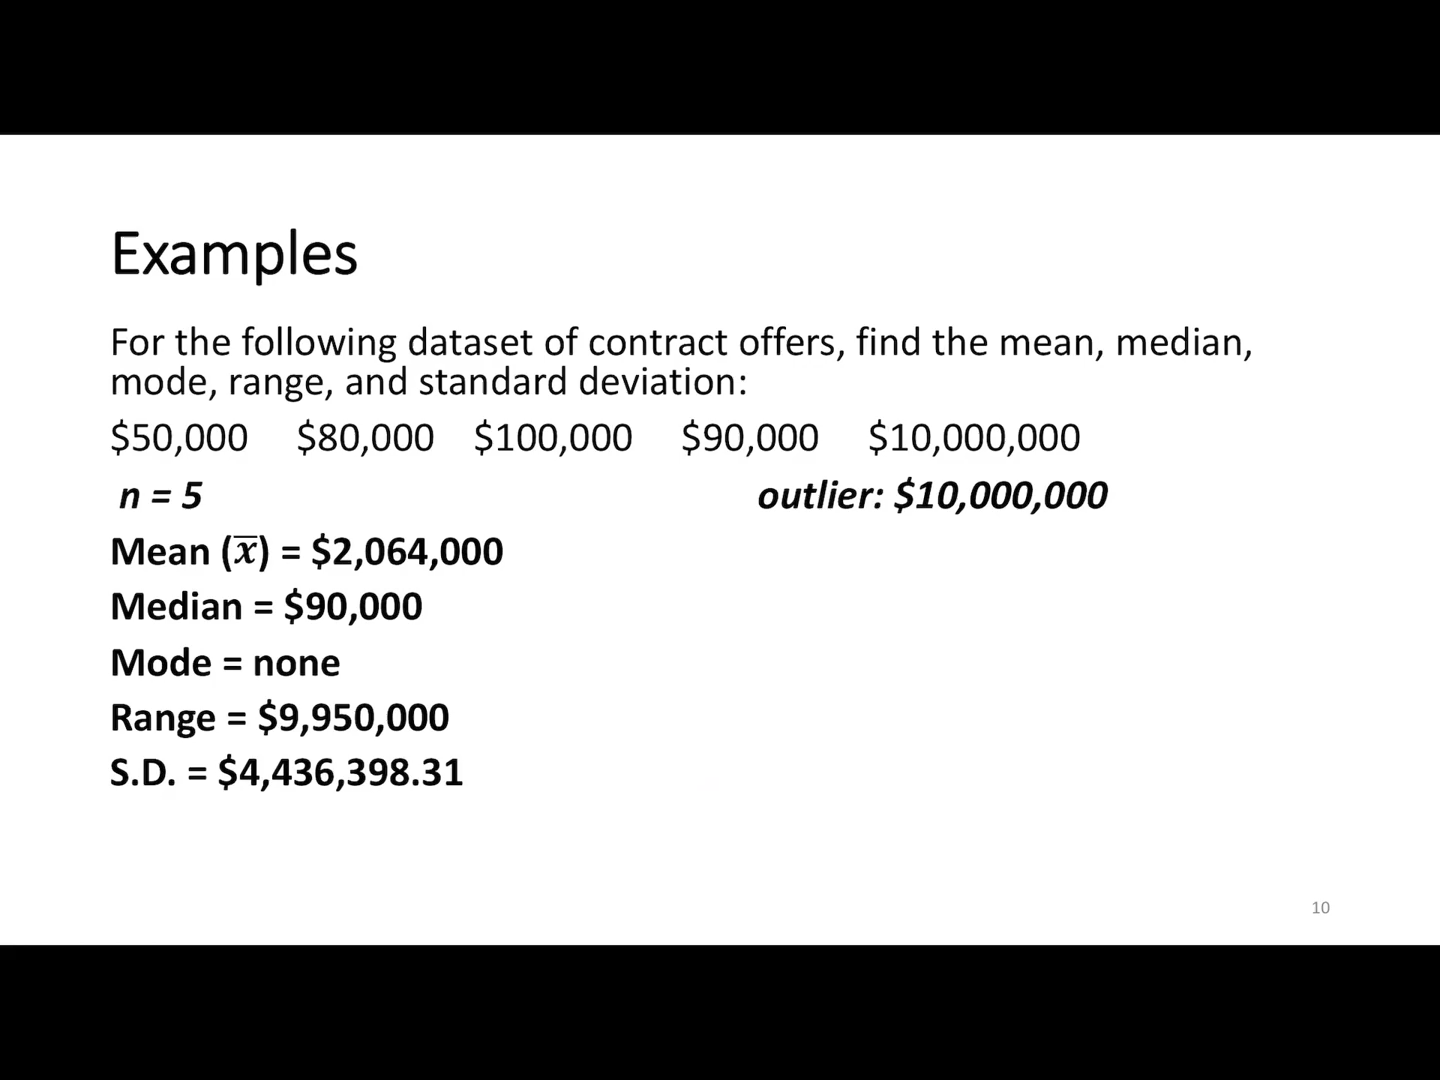 Examples
For the following dataset of contract offers, find the mean, median,
mode, range, and standard deviation:
$50,000 $80,000 $100,000 $90,000 $10,000,000
n = 5 outlier: $10,000,000
Mean (x̅) = $2,064,000
Median = $90,000
Mode = none
Range = $9,950,000
S.D. = $4,436,398.31
10